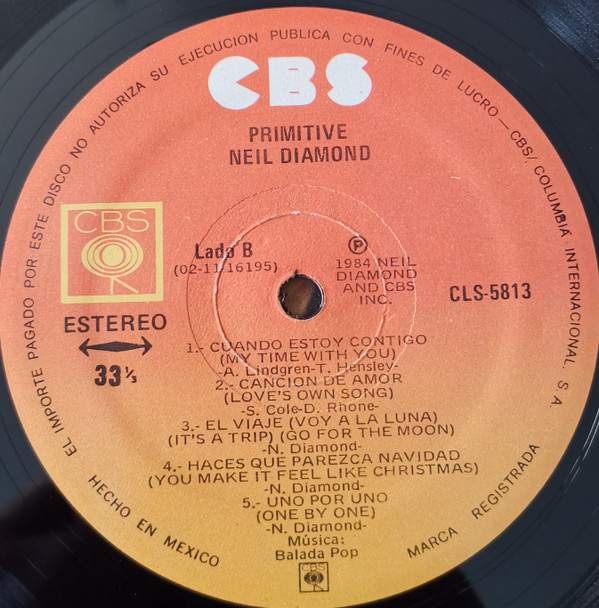 EL IMPORTE PAGADO POR ESTE DISCO NO AUTORIZA SU EJECUCION PUBLICA CON FINES DE LUCRO — CBS/COLUMBIA INTERNACIONAL, S.A.
CBS
PRIMITIVE
NEIL DIAMOND
CBS
ESTEREO
33 1/3
Lado B
(02-11-16195)
Ⓟ
1984 NEIL
DIAMOND
AND CBS
INC.
CLS-5813
1.- CUANDO ESTOY CONTIGO
(MY TIME WITH YOU)
-A. Lindgren-T. Hensley-
2.- CANCION DE AMOR
(LOVE'S OWN SONG)
-S. Cole-D. Rhone-
3.- EL VIAJE (VOY A LA LUNA)
(IT'S A TRIP) (GO FOR THE MOON)
-N. Diamond-
4.- HACES QUE PAREZCA NAVIDAD
(YOU MAKE IT FEEL LIKE CHRISTMAS)
-N. Diamond-
5.- UNO POR UNO
(ONE BY ONE)
-N. Diamond-
Música:
Balada Pop
HECHO EN MEXICO
MARCA REGISTRADA
CBS